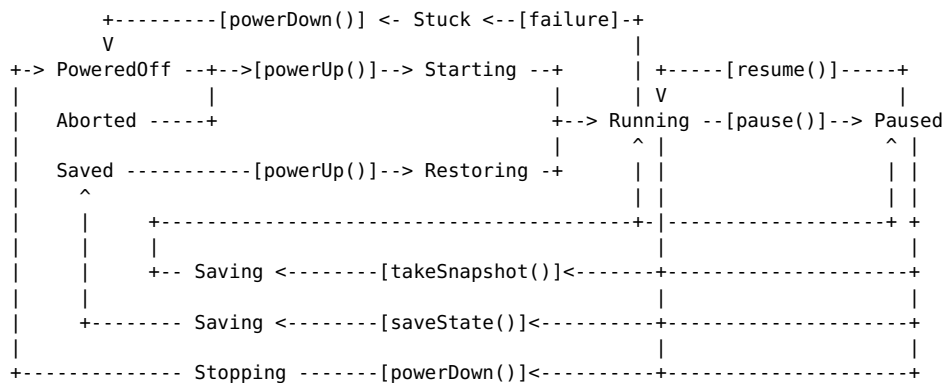 +---------[powerDown()] <- Stuck <--[failure]-+
V |
+-> PoweredOff --+-->[powerUp()]--> Starting --+ | +-----[resume()]-----+
| | | | V |
| Aborted -----+ +--> Running --[pause()]--> Paused
| | ^ | ^ |
| Saved -----------[powerUp()]--> Restoring -+ | | | |
| ^ | | | |
| | +-----------------------------------------+-|-------------------+ +
| | | | |
| | +-- Saving <--------[takeSnapshot()]<-------+---------------------+
| | | |
| +-------- Saving <--------[saveState()]<----------+---------------------+
| | |
+-------------- Stopping -------[powerDown()]<----------+---------------------+